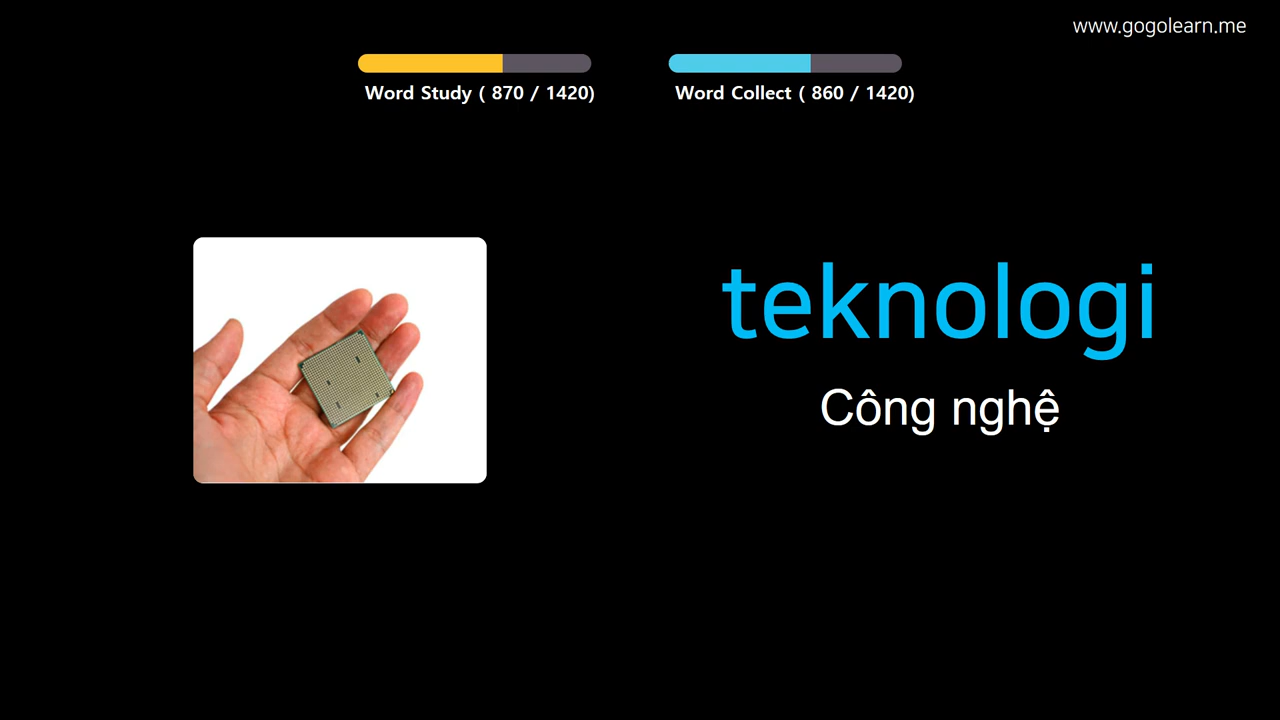 www.gogolearn.me
Word Study ( 870 / 1420)
Word Collect ( 860 / 1420)
teknologi
Công nghệ